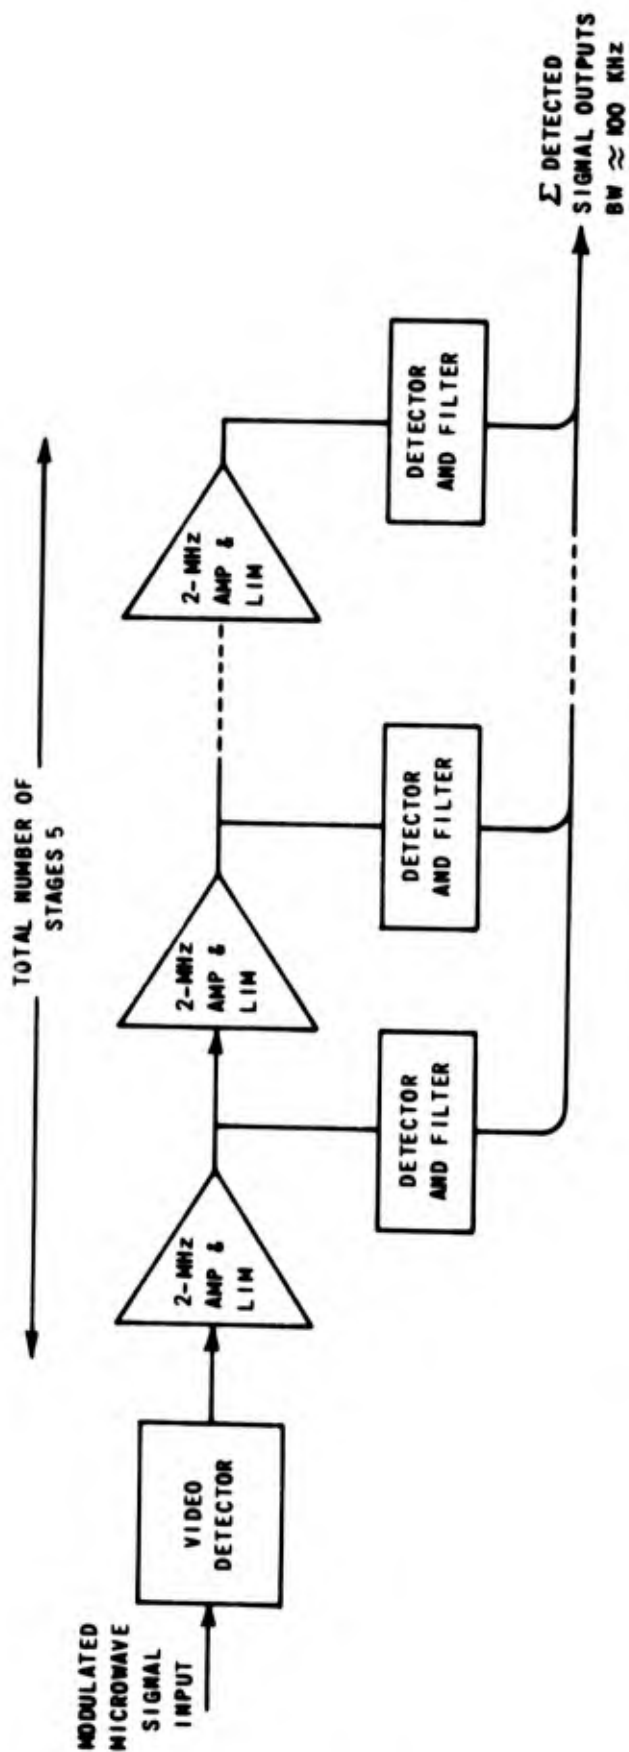 TOTAL NUMBER OF
STAGES 5
MODULATED
MICROWAVE
SIGNAL
INPUT
VIDEO
DETECTOR
2-MHz
AMP &
LIM
2-MHz
AMP &
LIM
2-MHz
AMP &
LIM
DETECTOR
AND FILTER
DETECTOR
AND FILTER
DETECTOR
AND FILTER
Σ DETECTED
SIGNAL OUTPUTS
BW ≈ 100 KHz